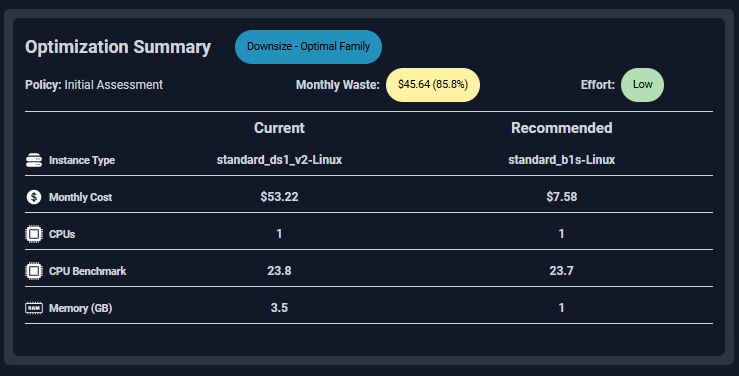 Optimization Summary Downsize - Optimal Family
Policy: Initial Assessment Monthly Waste: $45.64 (85.8%) Effort: Low
Current Recommended
Instance Type standard_ds1_v2-Linux standard_b1s-Linux
Monthly Cost $53.22 $7.58
CPUs 1 1
CPU Benchmark 23.8 23.7
RAM Memory (GB) 3.5 1